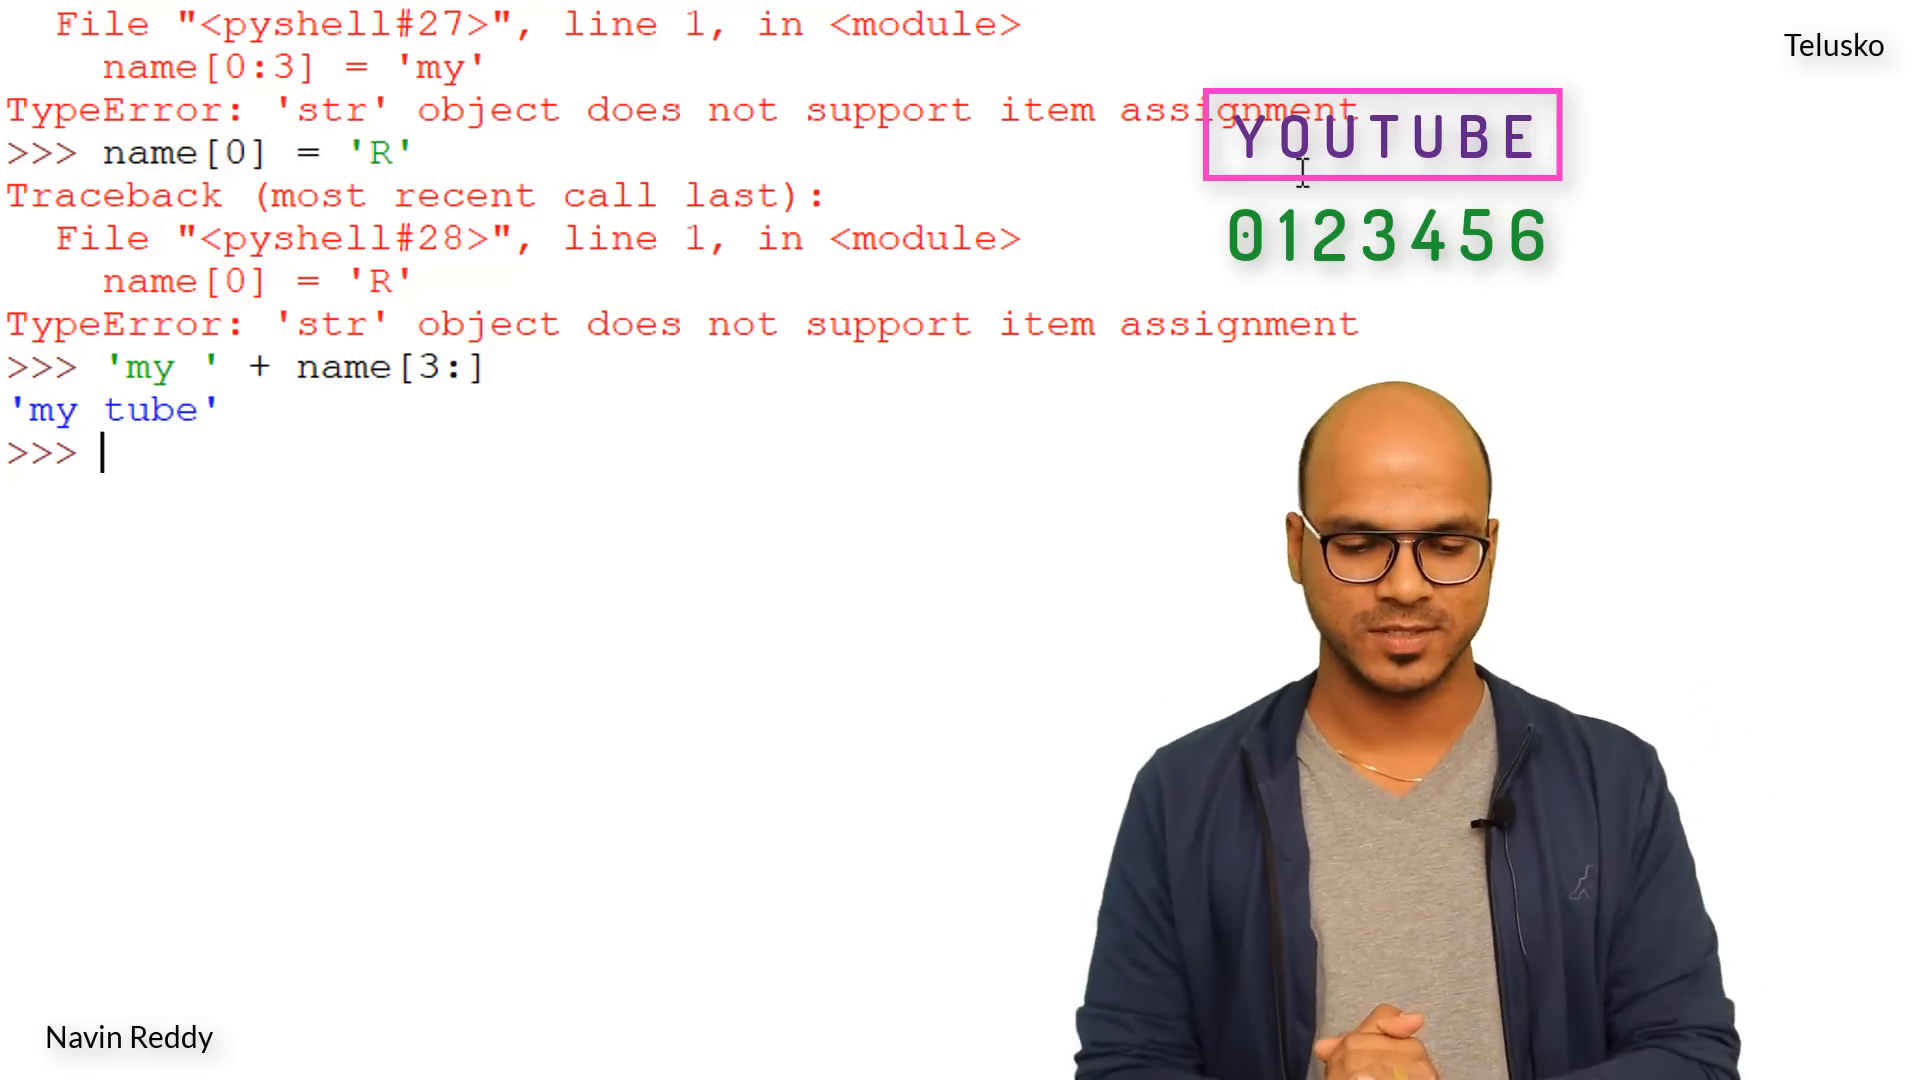 File "<pyshell#27>", line 1, in <module>
name[0:3] = 'my'
TypeError: 'str' object does not support item assignment
>>> name[0] = 'R'
Traceback (most recent call last):
File "<pyshell#28>", line 1, in <module>
name[0] = 'R'
TypeError: 'str' object does not support item assignment
>>> 'my ' + name[3:]
'my tube'
>>>
Telusko
YOUTUBE
0123456
Navin Reddy